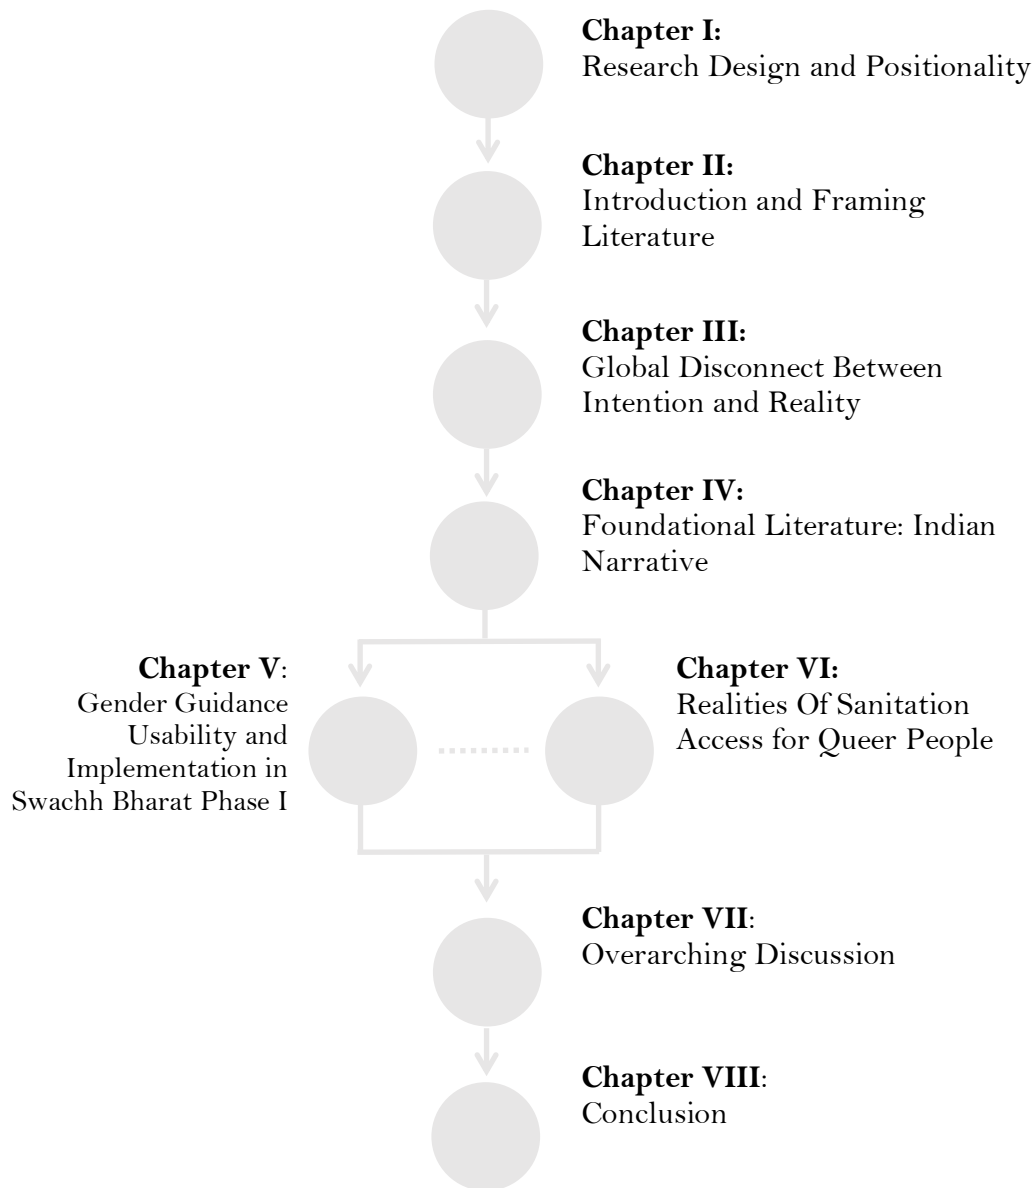 Chapter I:
Research Design and Positionality
Chapter II:
Introduction and Framing
Literature
Chapter III:
Global Disconnect Between
Intention and Reality
Chapter IV:
Foundational Literature: Indian
Narrative
Chapter V:
Gender Guidance
Usability and
Implementation in
Swachh Bharat Phase I
Chapter VI:
Realities Of Sanitation
Access for Queer People
Chapter VII:
Overarching Discussion
Chapter VIII:
Conclusion